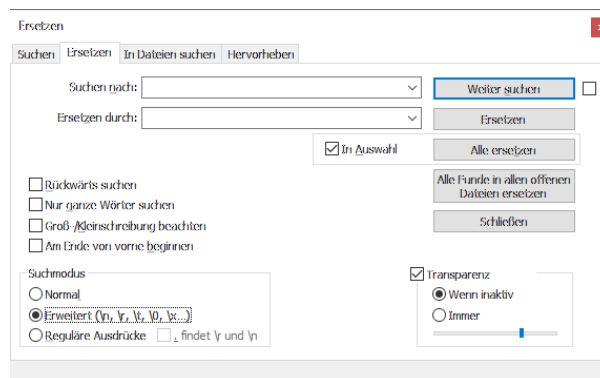 Ersetzen
Suchen Ersetzen In Dateien suchen Hervorheben
Suchen nach: Weiter suchen
Ersetzen durch: Ersetzen
In Auswahl Alle ersetzen
Alle Funde in allen offenen
Dateien ersetzen
Rückwärts suchen
Nur ganze Wörter suchen
Groß-/Kleinschreibung beachten
Schließen
Am Ende von vorne beginnen
Suchmodus
Transparenz
Normal
Wenn inaktiv
Erweitert (\n, \r, \t, \0, \x...)
Immer
Reguläre Ausdrücke . findet \r und \n